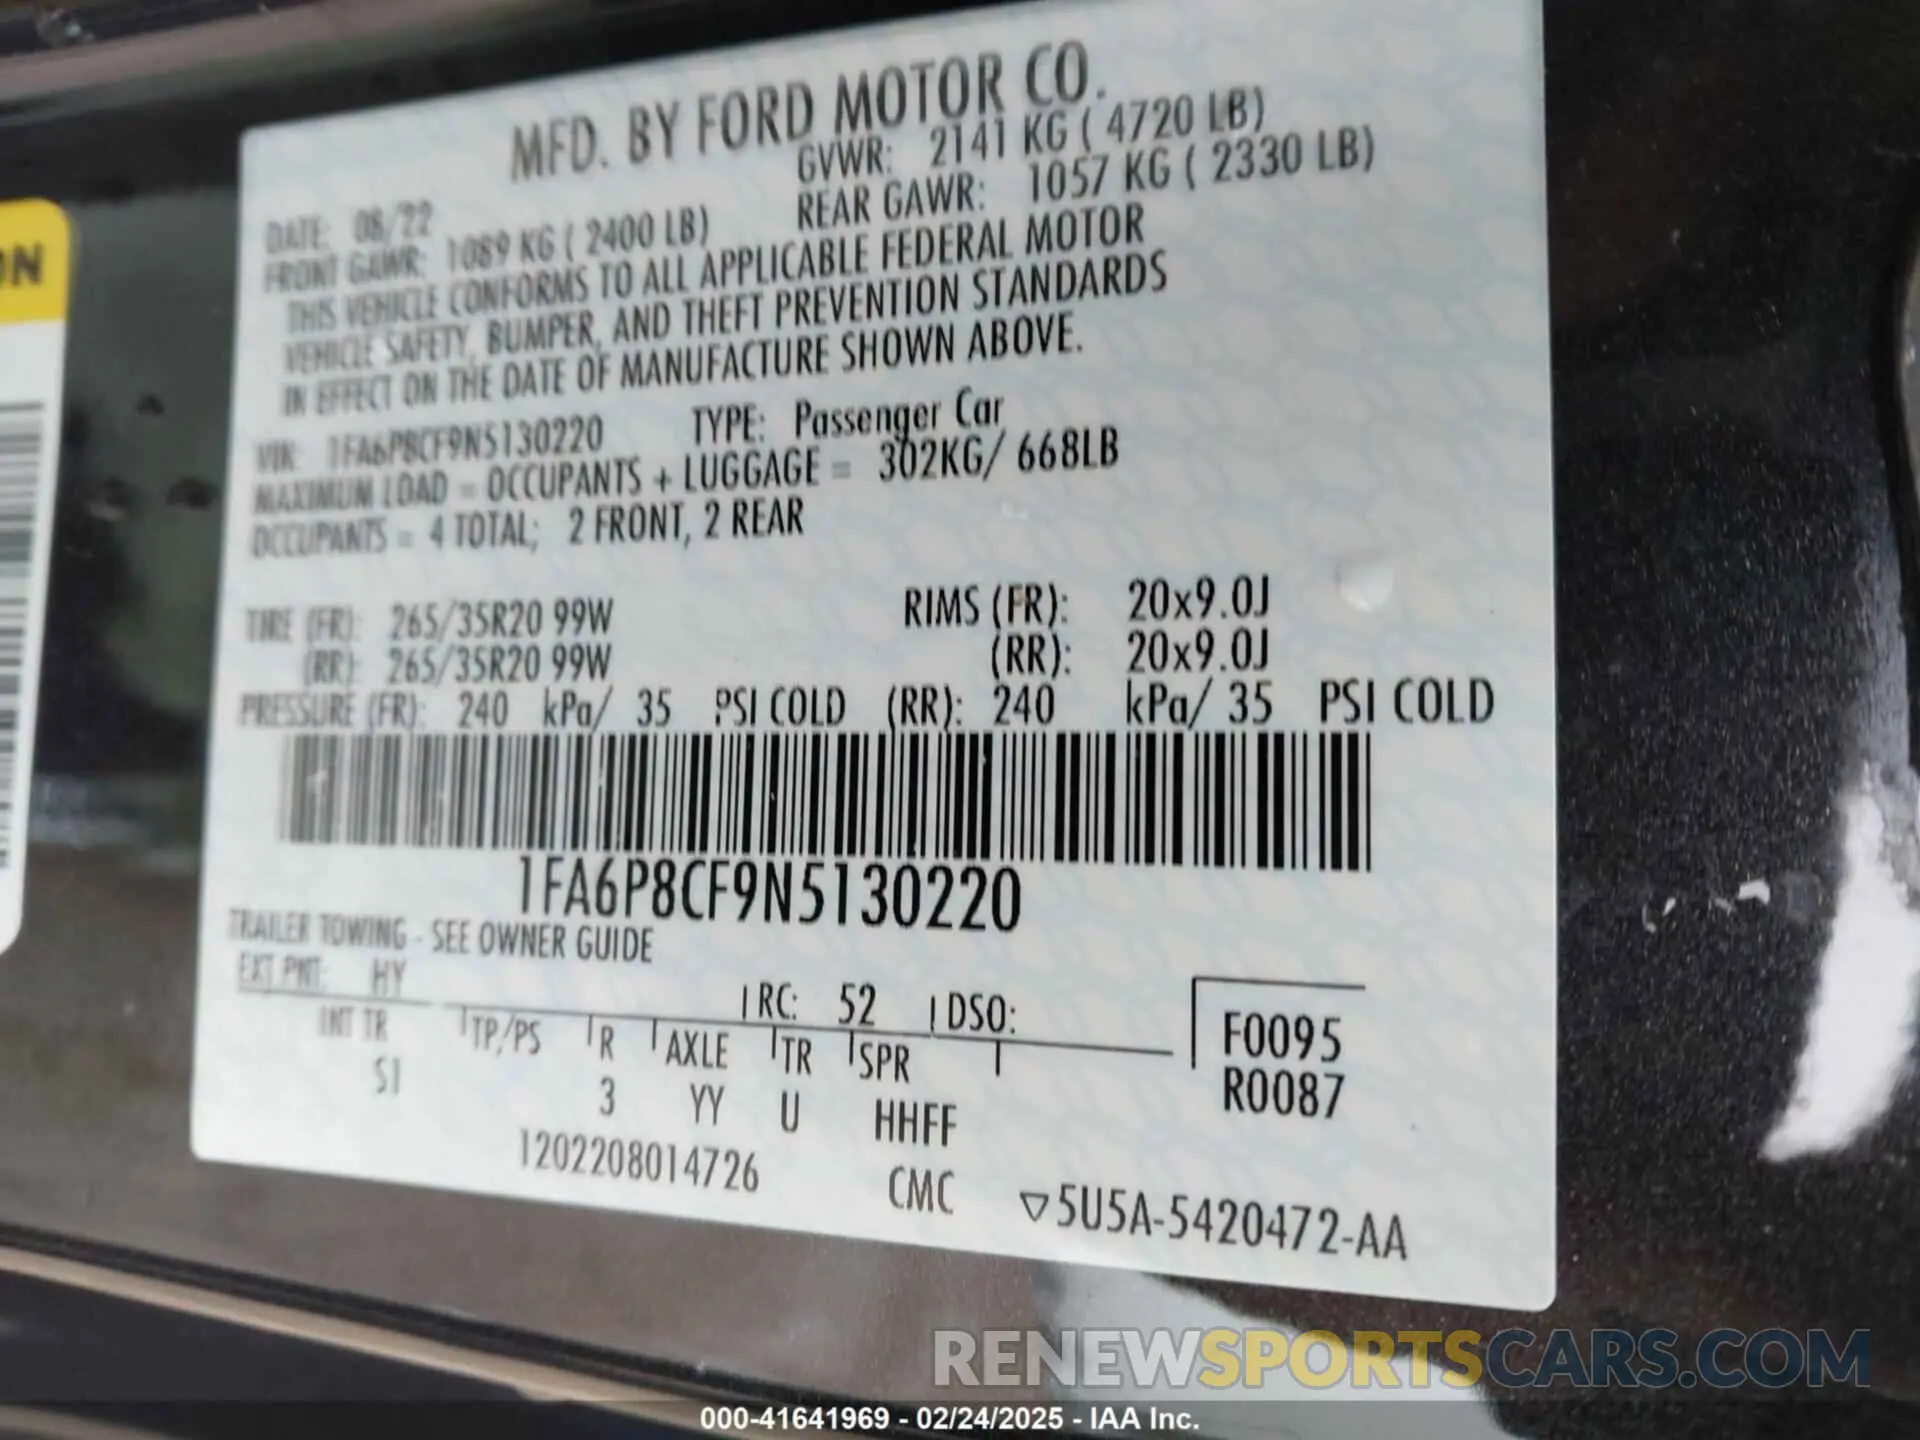 MFD. BY FORD MOTOR CO.
DATE: 08/22 GVWR: 2141 KG ( 4720 LB)
FRONT GAWR: 1089 KG ( 2400 LB) REAR GAWR: 1057 KG ( 2330 LB)
THIS VEHICLE CONFORMS TO ALL APPLICABLE FEDERAL MOTOR
VEHICLE SAFETY, BUMPER, AND THEFT PREVENTION STANDARDS
IN EFFECT ON THE DATE OF MANUFACTURE SHOWN ABOVE.
VIN: 1FA6P8CF9N5130220 TYPE: Passenger Car
MAXIMUM LOAD = OCCUPANTS + LUGGAGE = 302KG/ 668LB
OCCUPANTS = 4 TOTAL; 2 FRONT, 2 REAR
TIRE (FR): 265/35R20 99W RIMS (FR): 20x9.0J
(RR): 265/35R20 99W (RR): 20x9.0J
PRESSURE (FR): 240 kPa/ 35 PSI COLD (RR): 240 kPa/ 35 PSI COLD
1FA6P8CF9N5130220
TRAILER TOWING - SEE OWNER GUIDE
EXT PNT: HY RC: 52 DSO:
INT TR TP/PS R AXLE TR SPR
SI 3 YY U HHFF
F0095
R0087
1202208014726 CMC ▽5U5A-5420472-AA
RENEWSPORTSCARS.COM
000-41641969 - 02/24/2025 - IAA Inc.